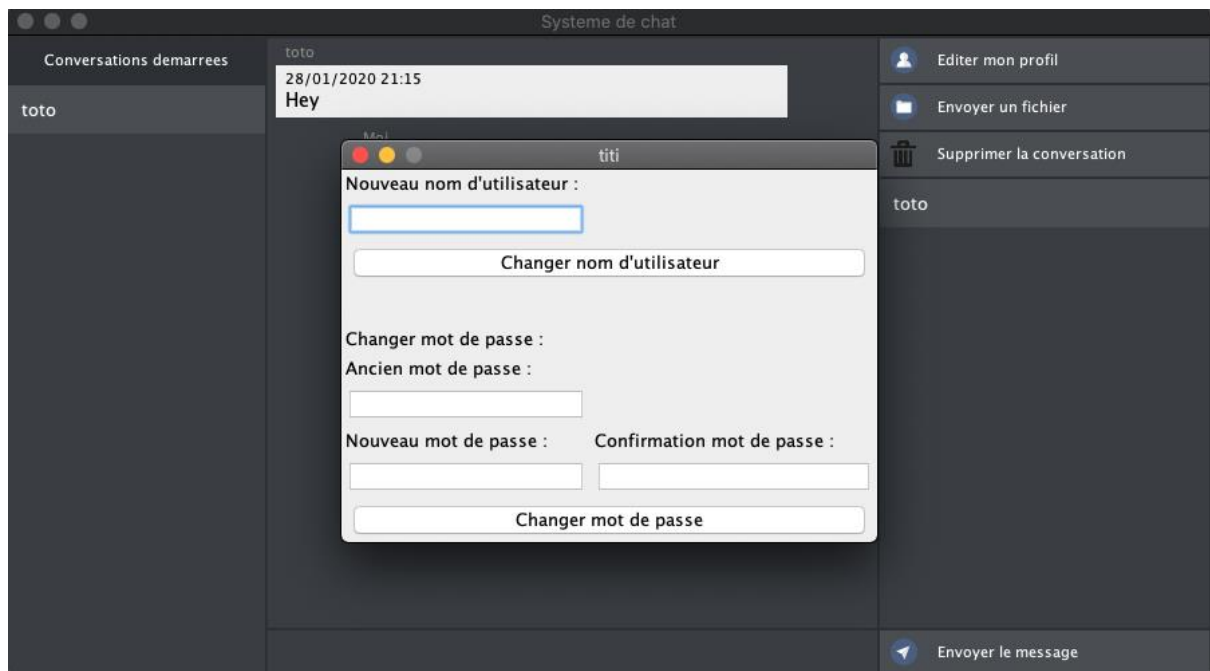 Systeme de chat
Conversations demarrees
toto
toto
28/01/2020 21:15
Hey
Moi
titi
Nouveau nom d'utilisateur :
Changer nom d'utilisateur
Changer mot de passe :
Ancien mot de passe :
Nouveau mot de passe :
Confirmation mot de passe :
Changer mot de passe
Editer mon profil
Envoyer un fichier
Supprimer la conversation
toto
Envoyer le message